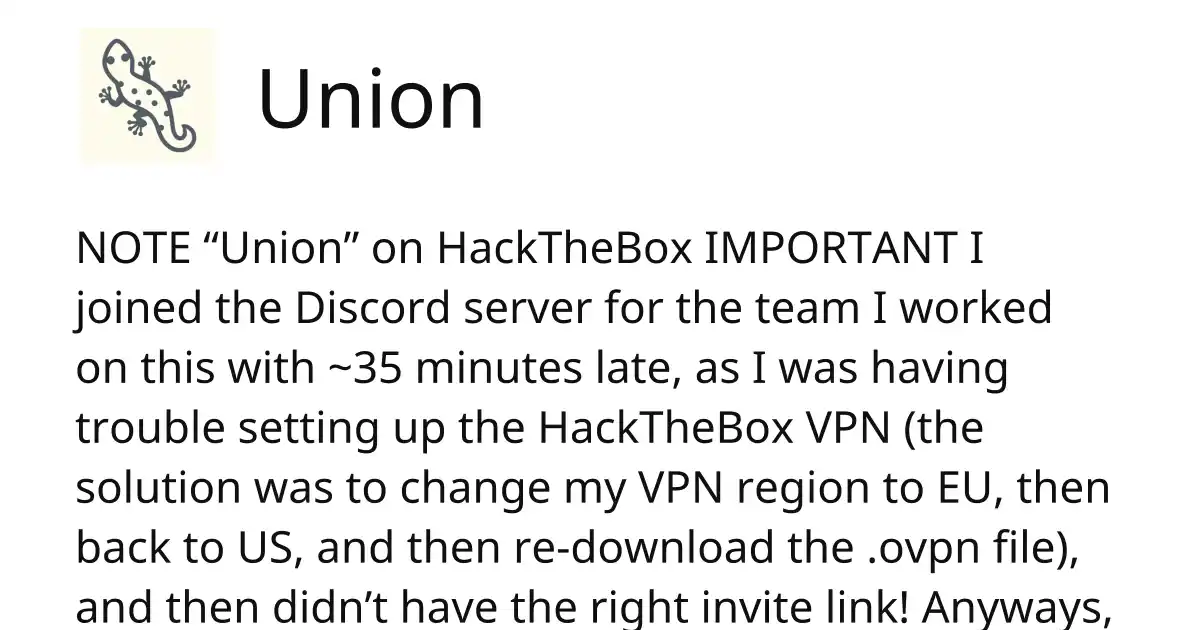 Union
NOTE “Union” on HackTheBox IMPORTANT I
joined the Discord server for the team I worked
on this with ~35 minutes late, as I was having
trouble setting up the HackTheBox VPN (the
solution was to change my VPN region to EU, then
back to US, and then re-download the .ovpn file),
and then didn’t have the right invite link! Anyways,